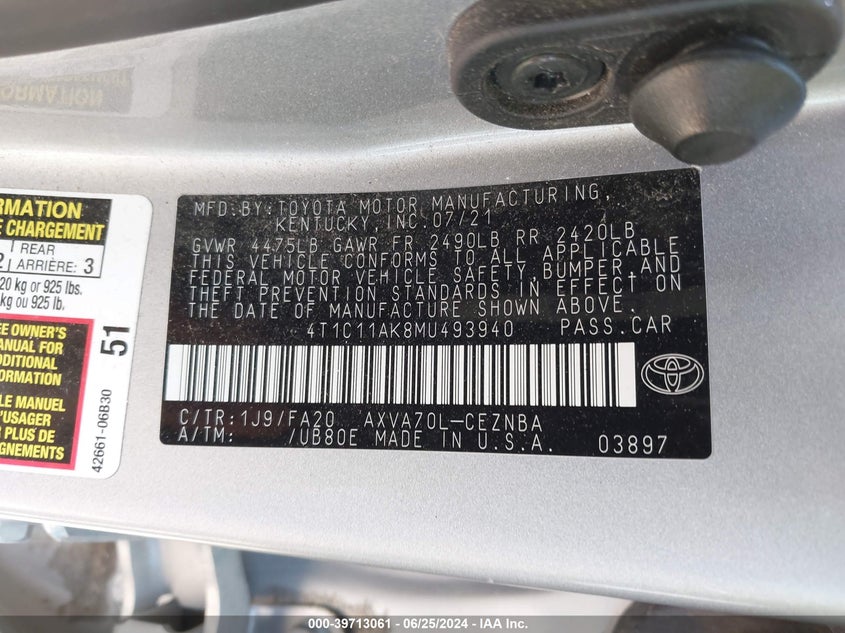 RMATION
E CHARGEMENT
REAR
2 ARRIÈRE: 3
20 kg or 925 lbs.
kg ou 925 lb.
EE OWNER'S
MANUAL FOR
ADDITIONAL
NFORMATION
LE MANUEL
'USAGER
R PLUS DE
GNEMENTS
51
42661-06B30
MFD.BY:TOYOTA MOTOR MANUFACTURING,
KENTUCKY, INC.07/21
GVWR 4475LB GAWR FR 2490LB RR 2420LB
THIS VEHICLE CONFORMS TO ALL APPLICABLE
FEDERAL MOTOR VEHICLE SAFETY,BUMPER,AND
THEFT PREVENTION STANDARDS IN EFFECT ON
THE DATE OF MANUFACTURE SHOWN ABOVE.
4T1C11AK8MU493940 PASS.CAR
C/TR:1J9/FA20 AXVA70L-CEZNBA
A/TM: /UB80E MADE IN U.S.A. 03897
000-39713061 - 06/25/2024 - IAA Inc.